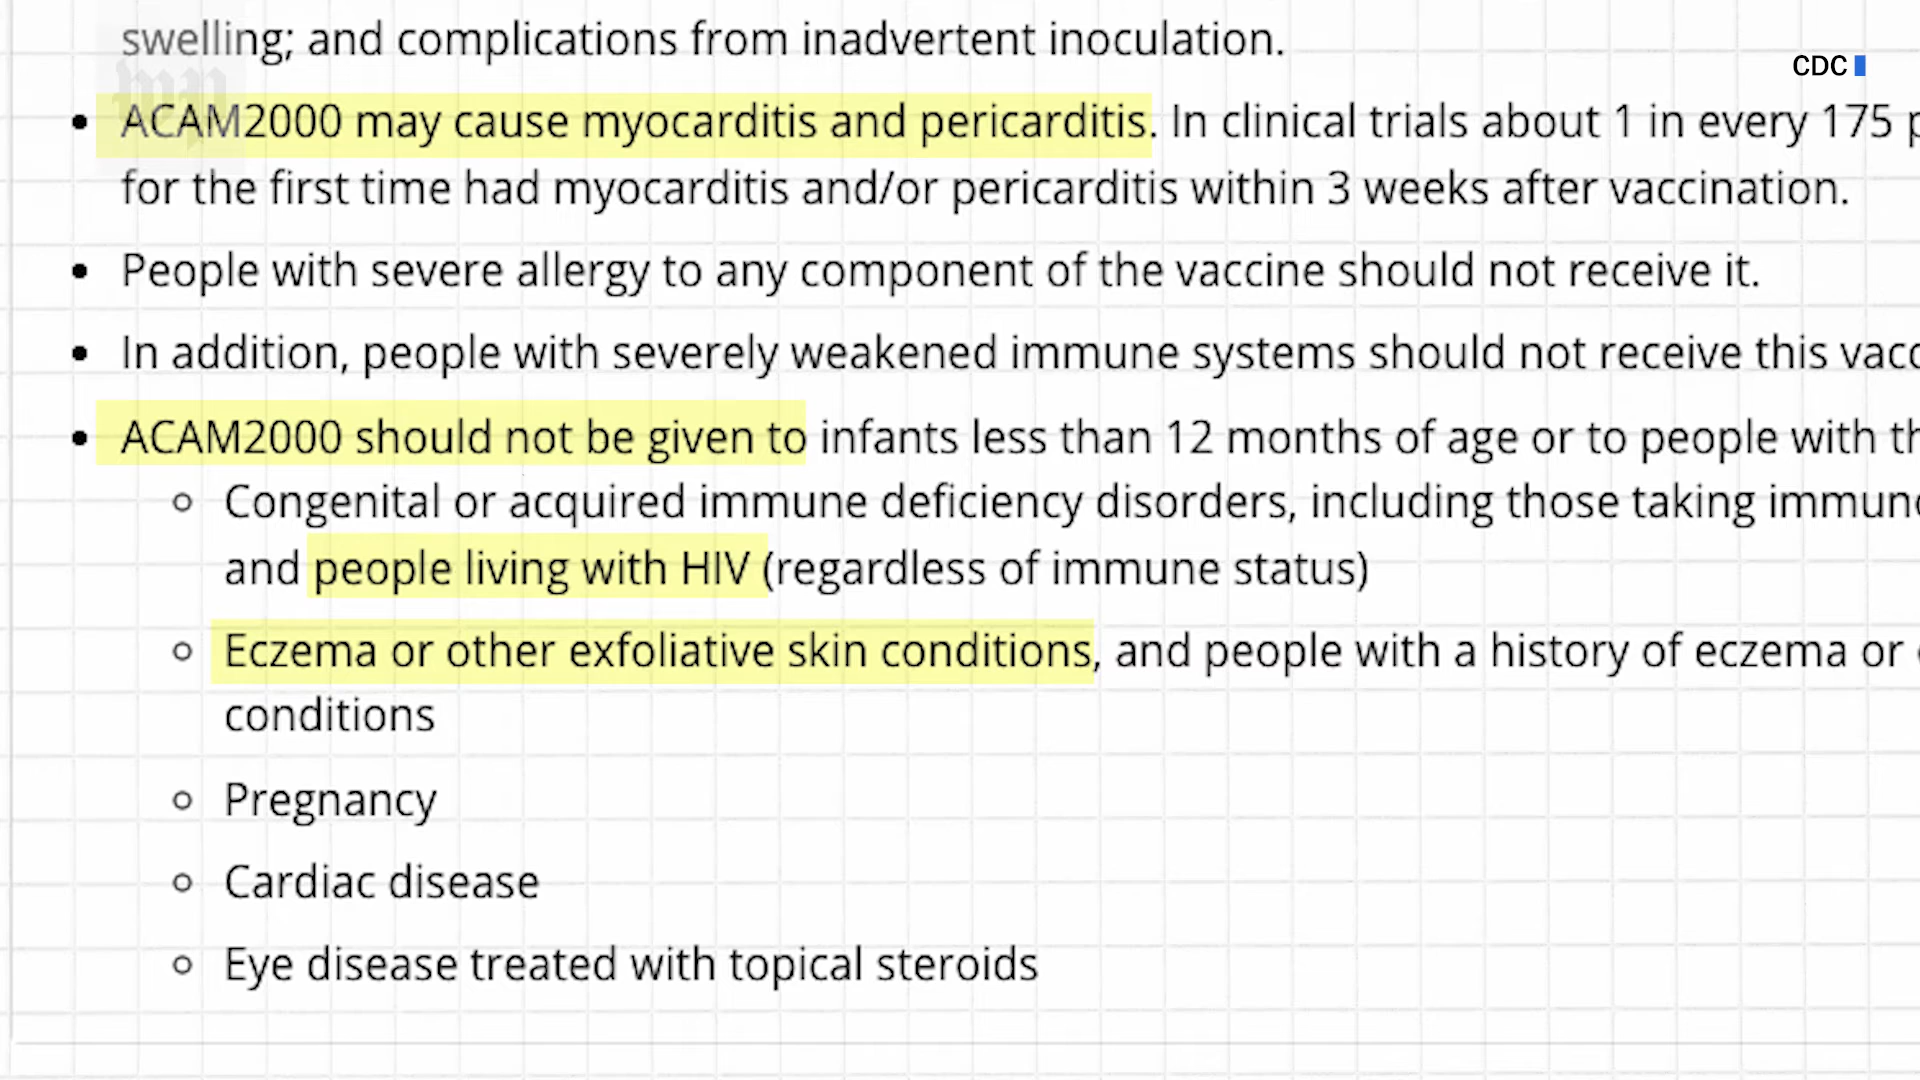 swelling; and complications from inadvertent inoculation.
CDC
• ACAM2000 may cause myocarditis and pericarditis. In clinical trials about 1 in every 175
for the first time had myocarditis and/or pericarditis within 3 weeks after vaccination.
• People with severe allergy to any component of the vaccine should not receive it.
• In addition, people with severely weakened immune systems should not receive this
• ACAM2000 should not be given to infants less than 12 months of age or to people with
○ Congenital or acquired immune deficiency disorders, including those taking
and people living with HIV (regardless of immune status)
○ Eczema or other exfoliative skin conditions, and people with a history of eczema or
conditions
○ Pregnancy
○ Cardiac disease
○ Eye disease treated with topical steroids
wp